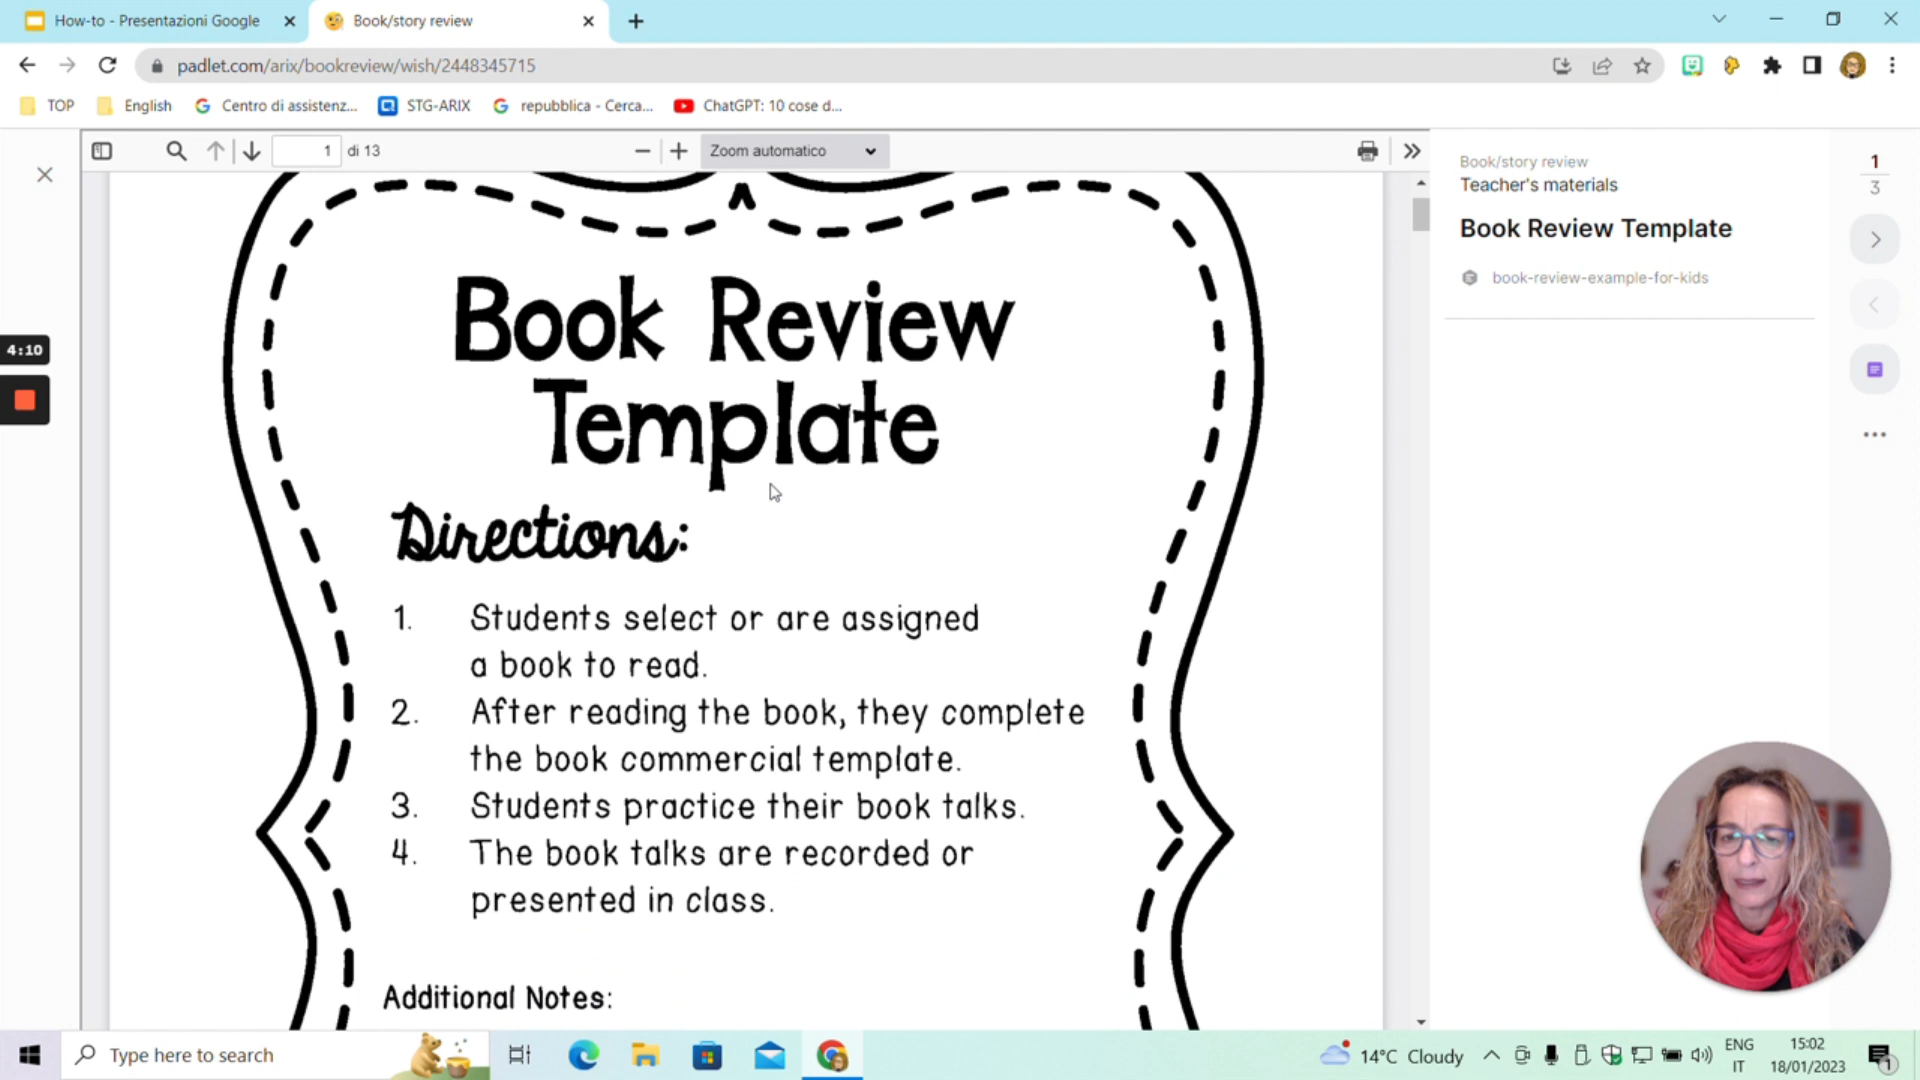 How-to - Presentazioni Google
Book/story review
padlet.com/arix/bookreview/wish/2448345715
TOP
English
Centro di assistenz...
STG-ARIX
repubblica - Cerca...
ChatGPT: 10 cose d...
1 di 13
Zoom automatico
Book/story review
Teacher's materials
Book Review Template
book-review-example-for-kids
1
3
4:10
Book Review
Template
Directions:
1. Students select or are assigned
a book to read.
2. After reading the book, they complete
the book commercial template.
3. Students practice their book talks.
4. The book talks are recorded or
presented in class.
Additional Notes:
Type here to search
14°C Cloudy
ENG
IT
15:02
18/01/2023
1